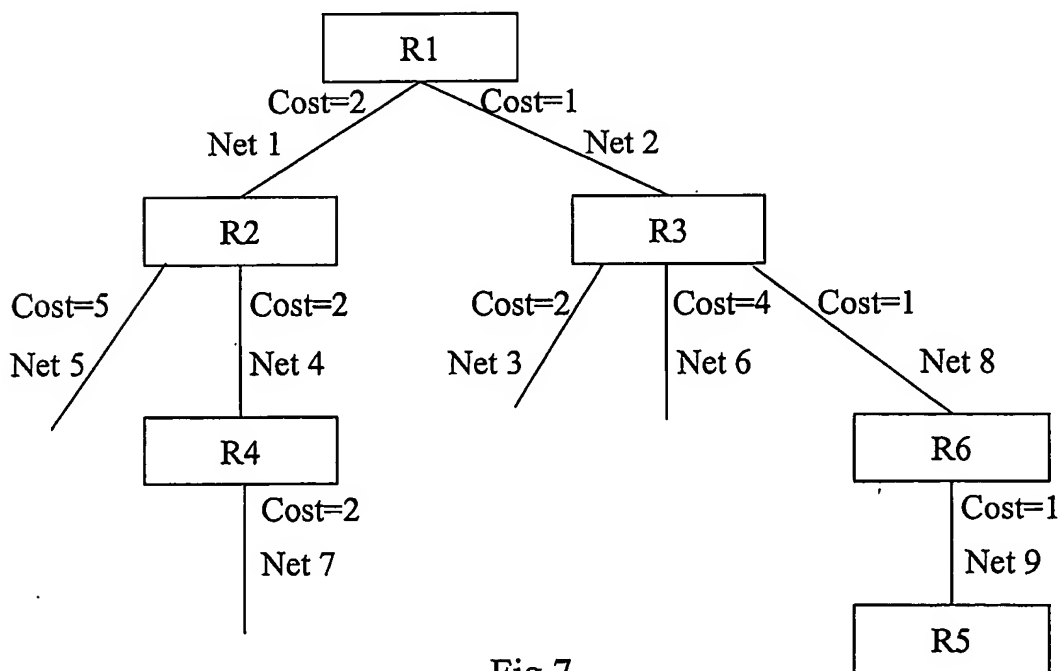 R1
Cost=2
Cost=1
Net 1
Net 2
R2
R3
Cost=5
Cost=2
Cost=2
Cost=4
Cost=1
Net 5
Net 4
Net 3
Net 6
Net 8
R4
R6
Cost=2
Cost=1
Net 7
Net 9
R5
Fig 7